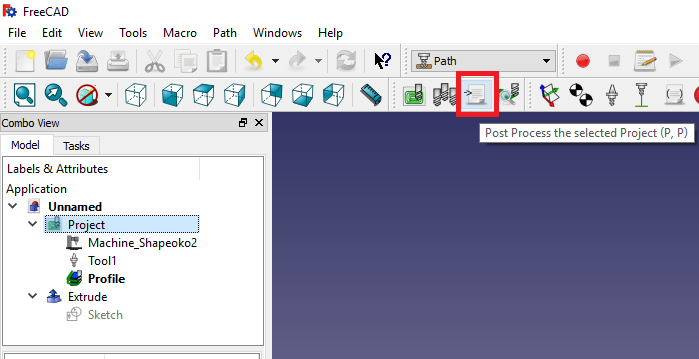 FreeCAD
File Edit View Tools Macro Path Windows Help
Path
Post Process the selected Project (P, P)
Combo View
Model Tasks
Labels & Attributes
Application
Unnamed
Project
Machine_Shapeoko2
Tool1
Profile
Extrude
Sketch